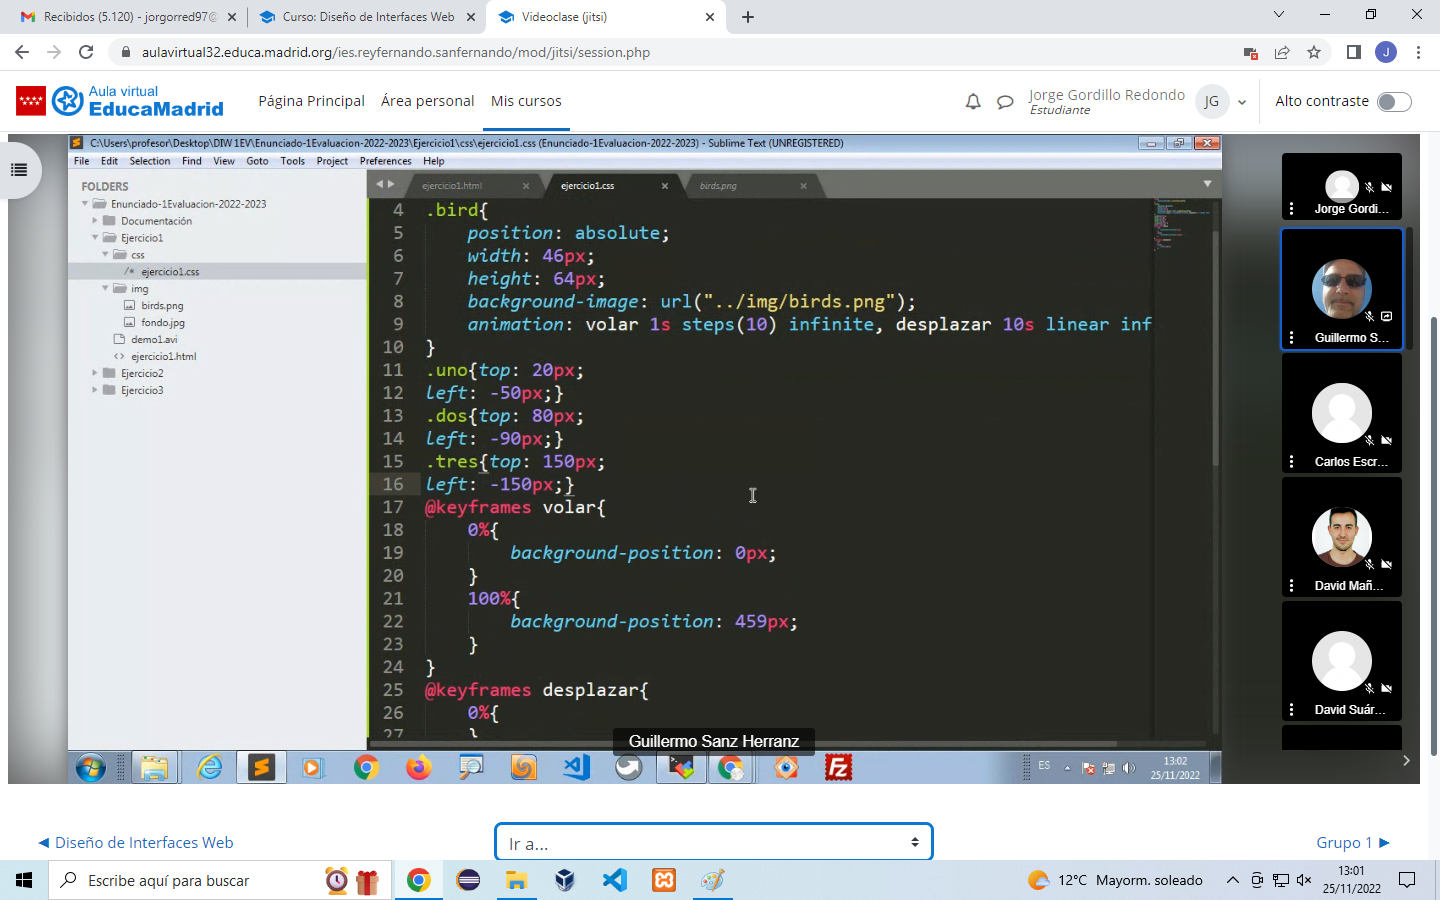 Recibidos (5.120) - jorgorred97@
Curso: Diseño de Interfaces Web
Videoclase (jitsi)
aulavirtual32.educa.madrid.org/ies.reyfernando.sanfernando/mod/jitsi/session.php
J
Aula virtual
EducaMadrid
Página Principal
Área personal
Mis cursos
Jorge Gordillo Redondo
Estudiante
JG
Alto contraste
C:\Users\profesor\Desktop\DIW 1EV\Enunciado-1Evaluacion-2022-2023\Ejercicio1\css\ejercicio1.css (Enunciado-1Evaluacion-2022-2023) - Sublime Text (UNREGISTERED)
File Edit Selection Find View Goto Tools Project Preferences Help
FOLDERS
Enunciado-1Evaluacion-2022-2023
Documentación
Ejercicio1
css
/* ejercicio1.css
img
birds.png
fondo.jpg
demo1.avi
<> ejercicio1.html
Ejercicio2
Ejercicio3
ejercicio1.html
ejercicio1.css
birds.png
4 .bird{
5 position: absolute;
6 width: 46px;
7 height: 64px;
8 background-image: url("../img/birds.png");
9 animation: volar 1s steps(10) infinite, desplazar 10s linear inf
10 }
11 .uno{top: 20px;
12 left: -50px;}
13 .dos{top: 80px;
14 left: -90px;}
15 .tres{top: 150px;
16 left: -150px;}
17 @keyframes volar{
18 0%{
19 background-position: 0px;
20 }
21 100%{
22 background-position: 459px;
23 }
24 }
25 @keyframes desplazar{
26 0%{
27 }
Guillermo Sanz Herranz
ES
13:02
25/11/2022
Jorge Gordi...
Guillermo S...
Carlos Escr...
David Mañ...
David Suár...
◄ Diseño de Interfaces Web
Ir a...
Grupo 1 ►
Escribe aquí para buscar
12°C Mayorm. soleado
13:01
25/11/2022